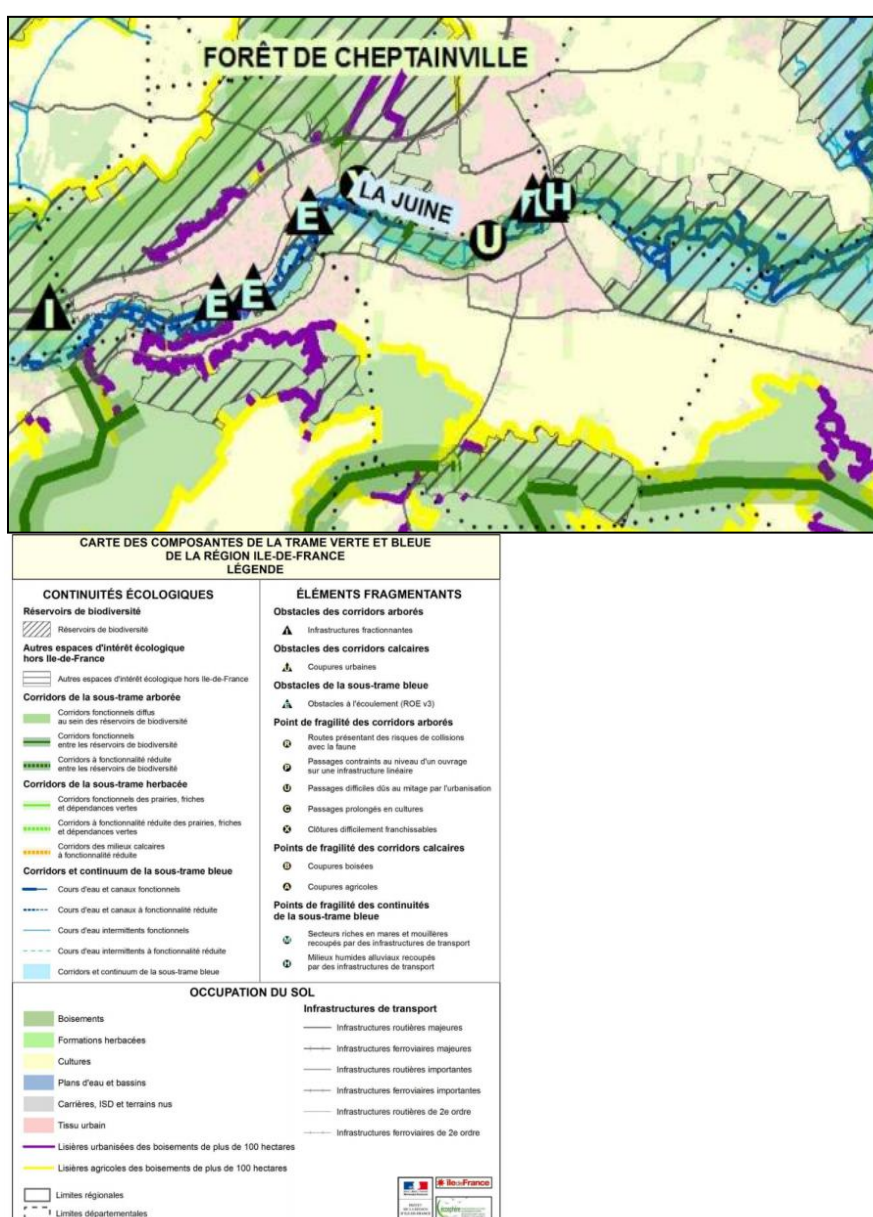 FORÊT DE CHEPTAINVILLE
LA JUINE
E
U
H
E
E
I
CARTE DES COMPOSANTES DE LA TRAME VERTE ET BLEUE
DE LA RÉGION ILE-DE-FRANCE
LÉGENDE
CONTINUITÉS ÉCOLOGIQUES
Réservoirs de biodiversité
Réservoirs de biodiversité
Autres espaces d'intérêt écologique
hors Ile-de-France
Autres espaces d'intérêt écologique hors Ile-de-France
Corridors de la sous-trame arborée
Corridors fonctionnels diffus
au sein des réservoirs de biodiversité
Corridors fonctionnels
entre les réservoirs de biodiversité
Corridors à fonctionnalité réduite
entre les réservoirs de biodiversité
Corridors de la sous-trame herbacée
Corridors fonctionnels des prairies, friches
et dépendances vertes
Corridors à fonctionnalité réduite des prairies, friches
et dépendances vertes
Corridors des milieux calcaires
à fonctionnalité réduite
Corridors et continuum de la sous-trame bleue
Cours d'eau et canaux fonctionnels
Cours d'eau et canaux à fonctionnalité réduite
Cours d'eau intermittents fonctionnels
Cours d'eau intermittents à fonctionnalité réduite
Corridors et continuum de la sous-trame bleue
ÉLÉMENTS FRAGMENTANTS
Obstacles des corridors arborés
Infrastructures fractionnantes
Obstacles des corridors calcaires
Coupures urbaines
Obstacles de la sous-trame bleue
Obstacles à l'écoulement (ROE v3)
Point de fragilité des corridors arborés
R Routes présentant des risques de collisions
avec la faune
P Passages contraints au niveau d'un ouvrage
sur une infrastructure linéaire
U Passages difficiles dûs au mitage par l'urbanisation
C Passages prolongés en cultures
X Clôtures difficilement franchissables
Points de fragilité des corridors calcaires
B Coupures boisées
A Coupures agricoles
Points de fragilité des continuités
de la sous-trame bleue
M Secteurs riches en mares et mouillères
recoupés par des infrastructures de transport
H Milieux humides alluviaux recoupés
par des infrastructures de transport
OCCUPATION DU SOL
Boisements
Formations herbacées
Cultures
Plans d'eau et bassins
Carrières, ISD et terrains nus
Tissu urbain
Lisières urbanisées des boisements de plus de 100 hectares
Lisières agricoles des boisements de plus de 100 hectares
Limites régionales
Limites départementales
Infrastructures de transport
Infrastructures routières majeures
Infrastructures ferroviaires majeures
Infrastructures routières importantes
Infrastructures ferroviaires importantes
Infrastructures routières de 2e ordre
Infrastructures ferroviaires de 2e ordre
îledeFrance